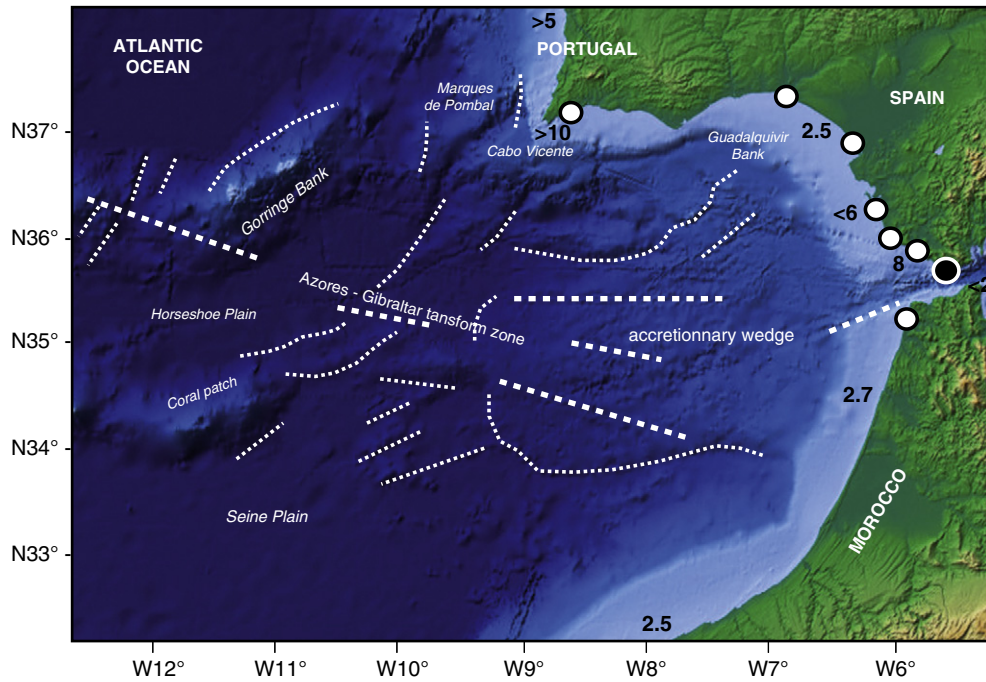 >5
ATLANTIC
OCEAN
PORTUGAL
Marques
de Pombal
SPAIN
N37°
>10
2.5
Cabo Vicente
Guadalquivir
Bank
Gorringe Bank
<6
N36°
8
Azores - Gibraltar tansform zone
Horseshoe Plain
accretionnary wedge
N35°
Coral patch
2.7
N34°
Seine Plain
MOROCCO
N33°
2.5
W12°
W11°
W10°
W9°
W8°
W7°
W6°